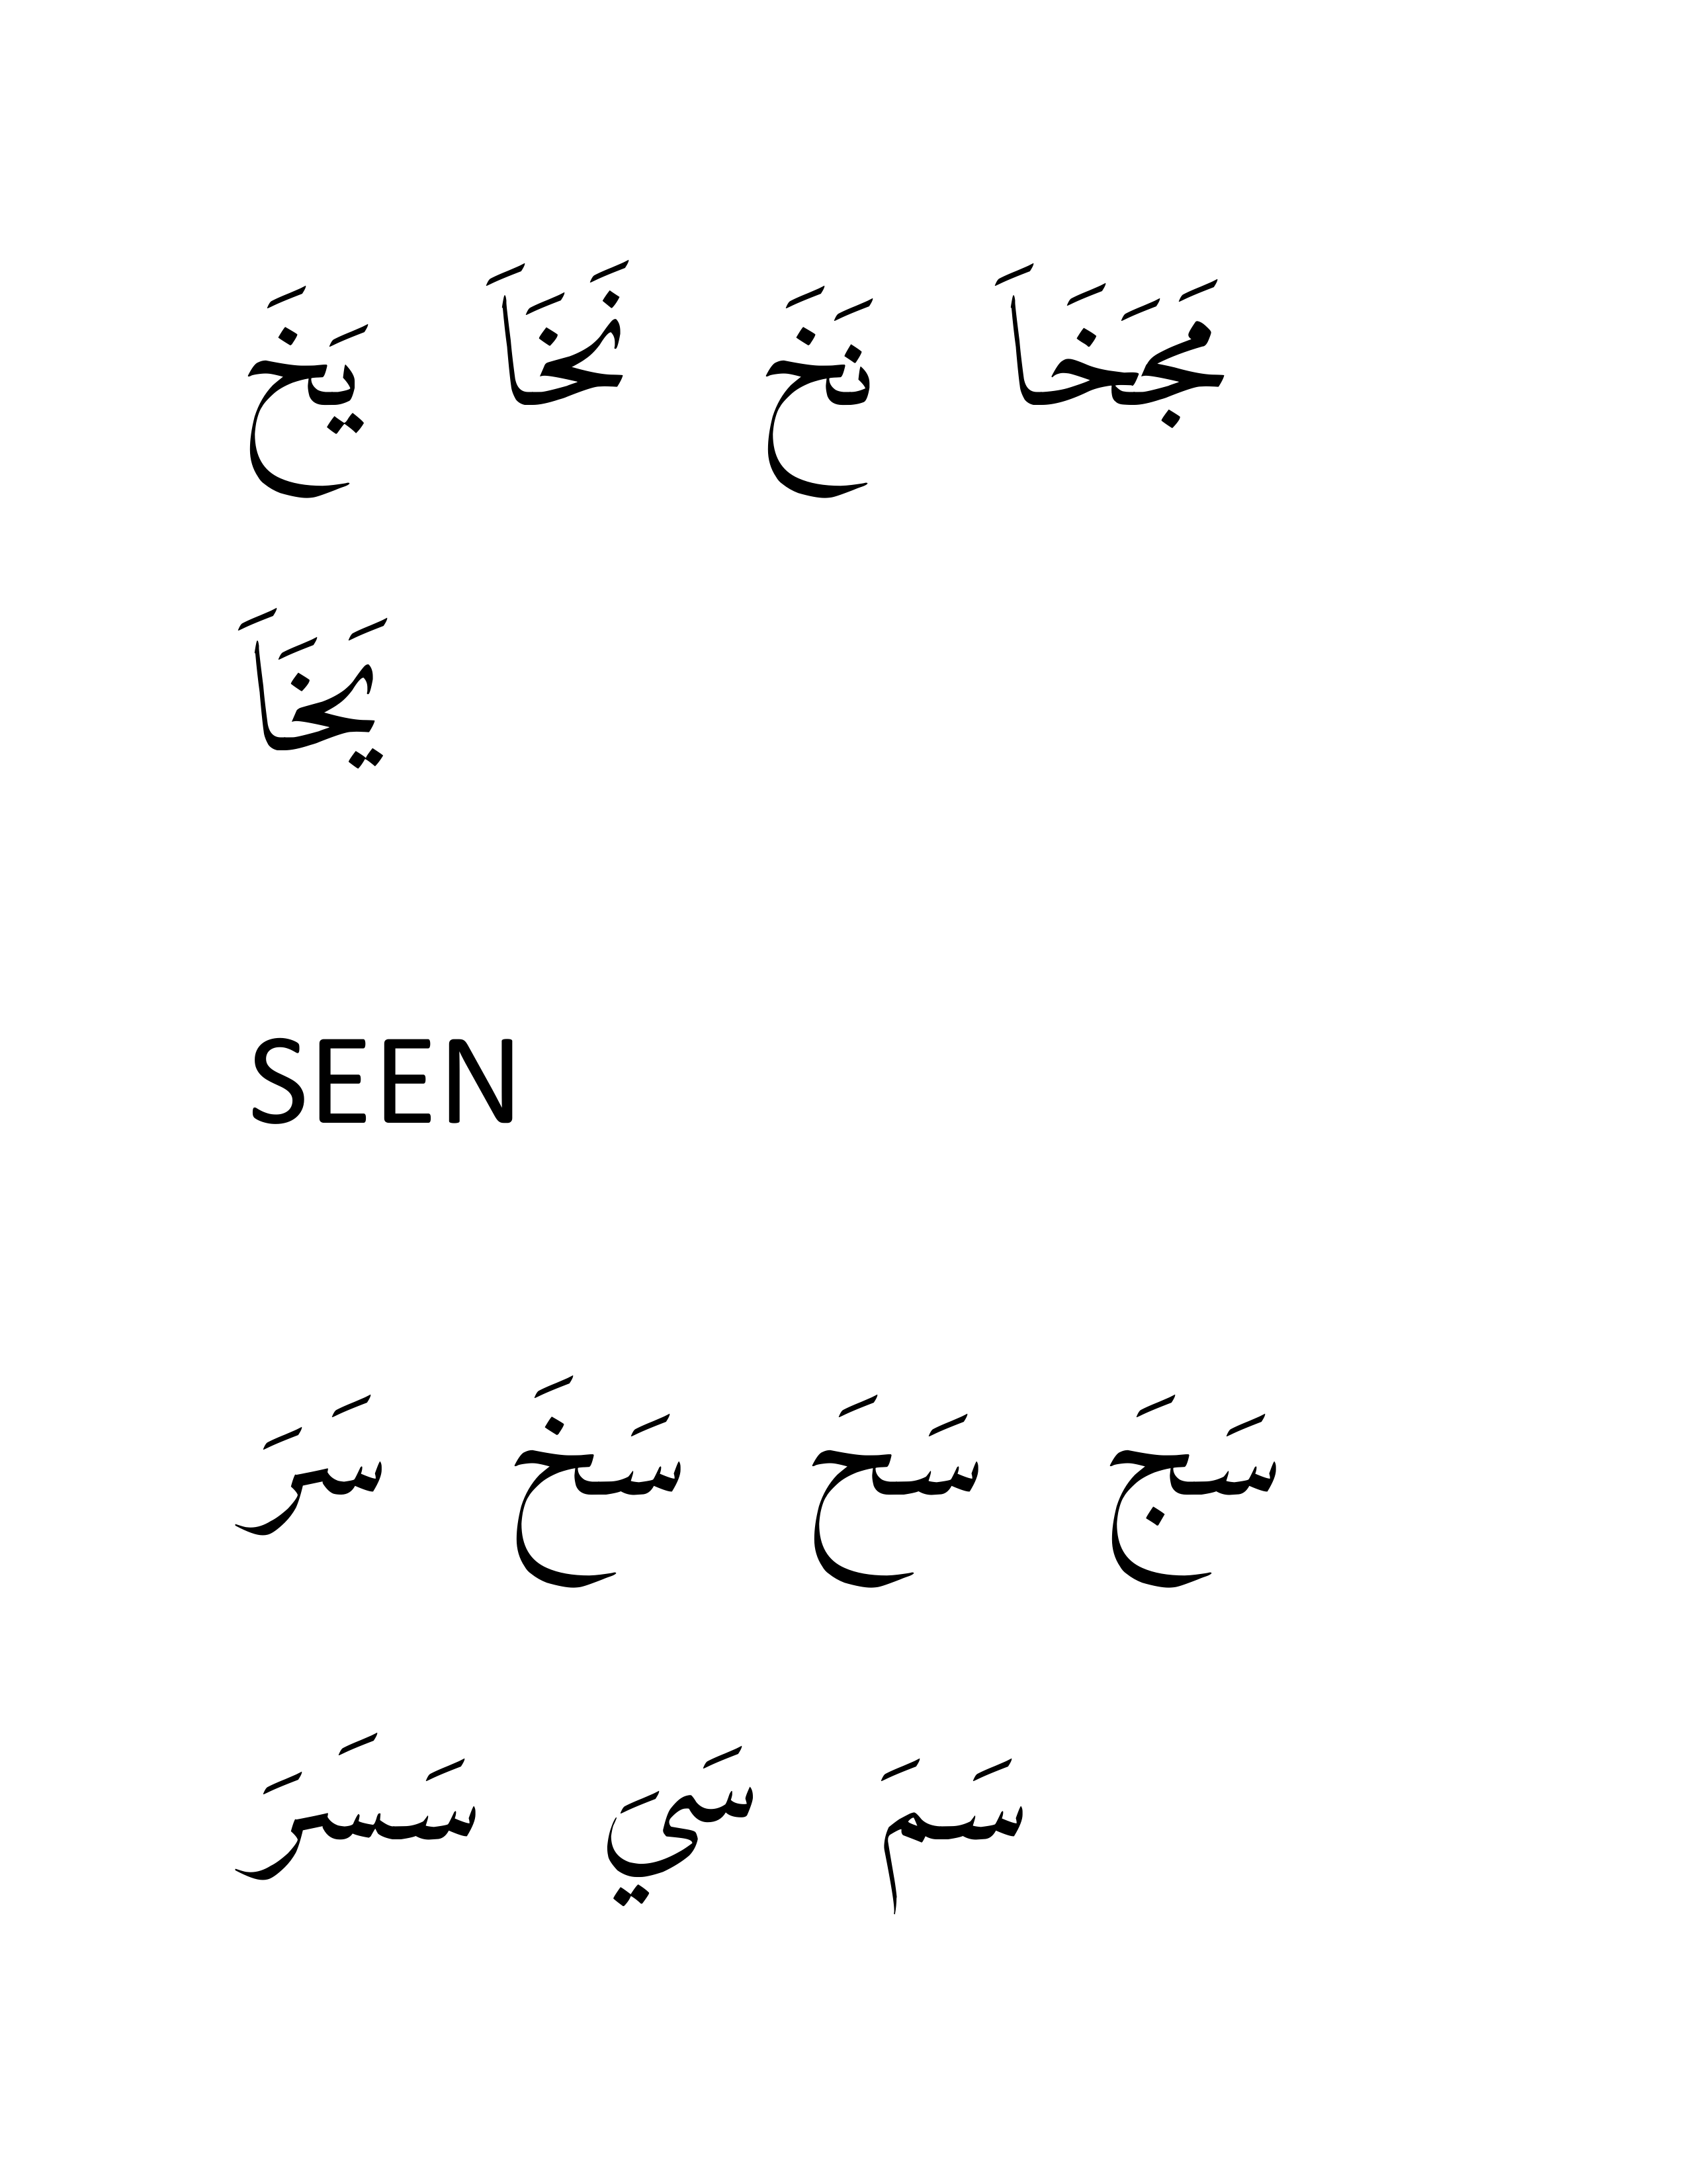 مَجَخَاَ نَخَ نَخَاَ يَخَ
يَخَاَ
SEEN
سَجَ سَحَ سَخَ سَرَ
سَمَ سَيَ سَسَرَ